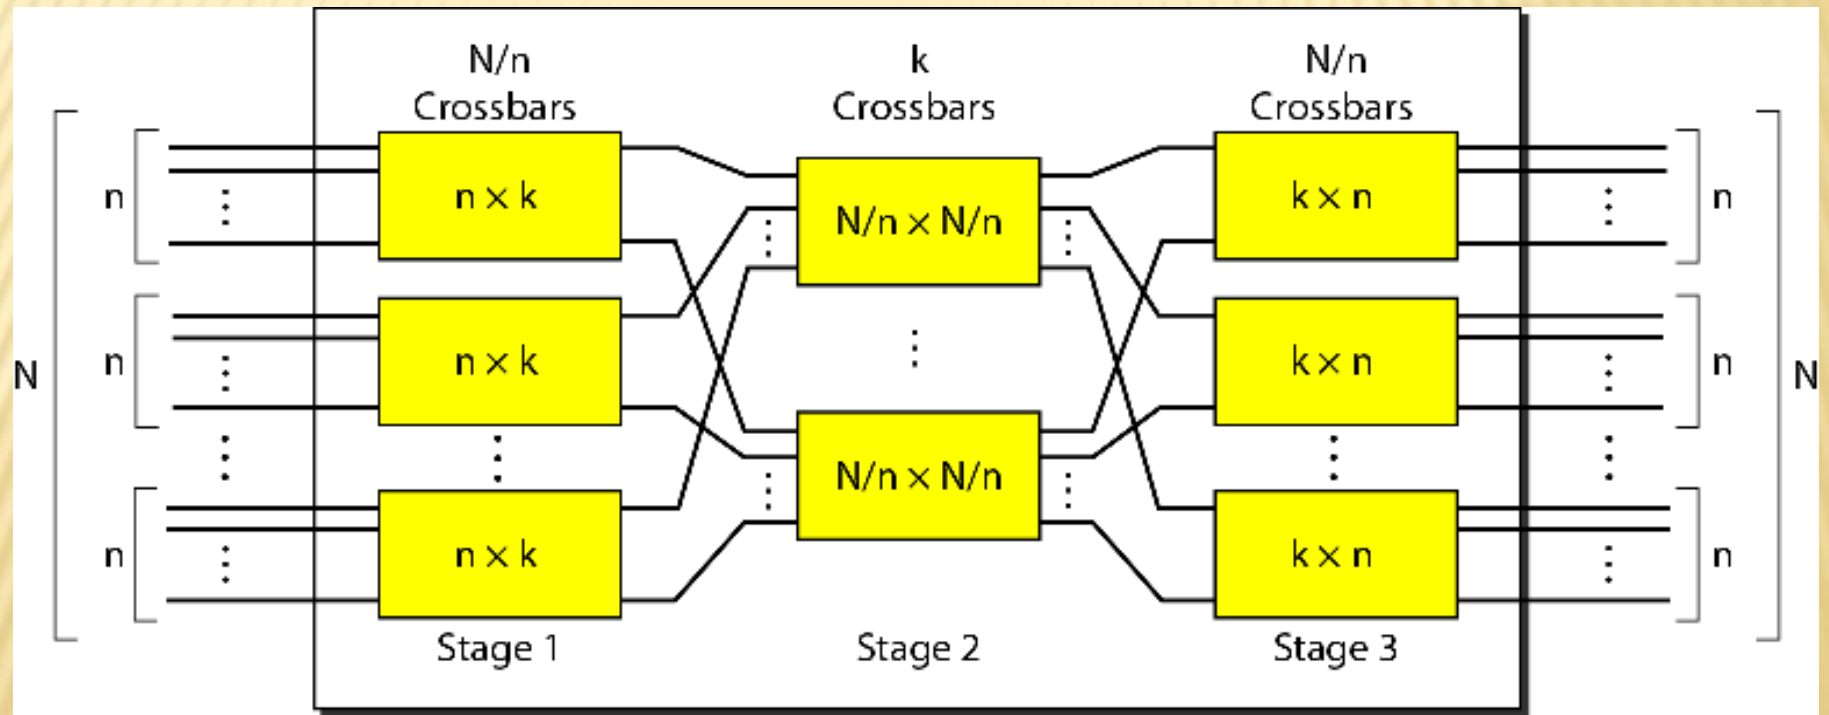 N/n
Crossbars
k
Crossbars
N/n
Crossbars
n
n × k
N/n × N/n
k × n
n
N
n
n × k
k × n
n
N
N/n × N/n
n
n × k
k × n
n
Stage 1
Stage 2
Stage 3